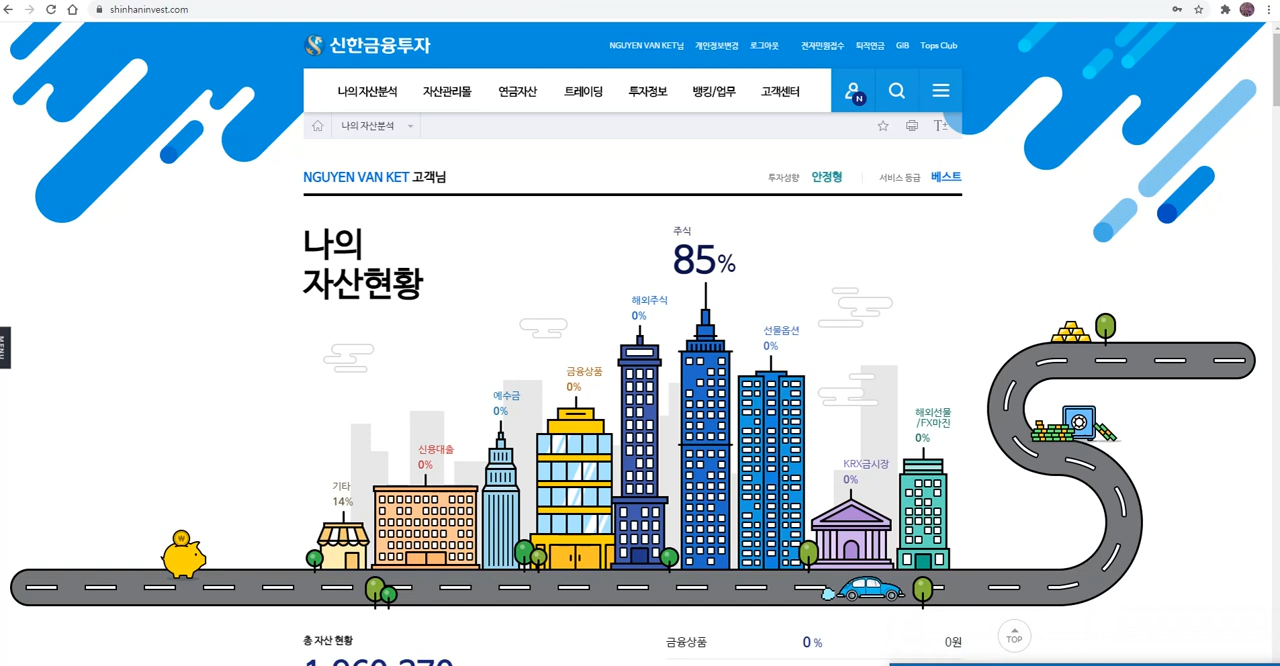 shinhaninvest.com
신한금융투자
NGUYEN VAN KET님 개인정보변경 로그아웃 전자민원접수 퇴직연금 GIB Tops Club
나의 자산분석 자산관리몰 연금자산 트레이딩 투자정보 뱅킹/업무 고객센터
N
나의 자산분석
T±
NGUYEN VAN KET 고객님 투자성향 안정형 서비스 등급 베스트
나의
자산현황
주식
85%
해외주식
0%
선물옵션
0%
금융상품
0%
예수금
0%
해외선물
/FX마진
0%
신용대출
0%
KRX금시장
0%
기타
14%
MENU
W
총 자산 현황
금융상품 0 % 0원
TOP